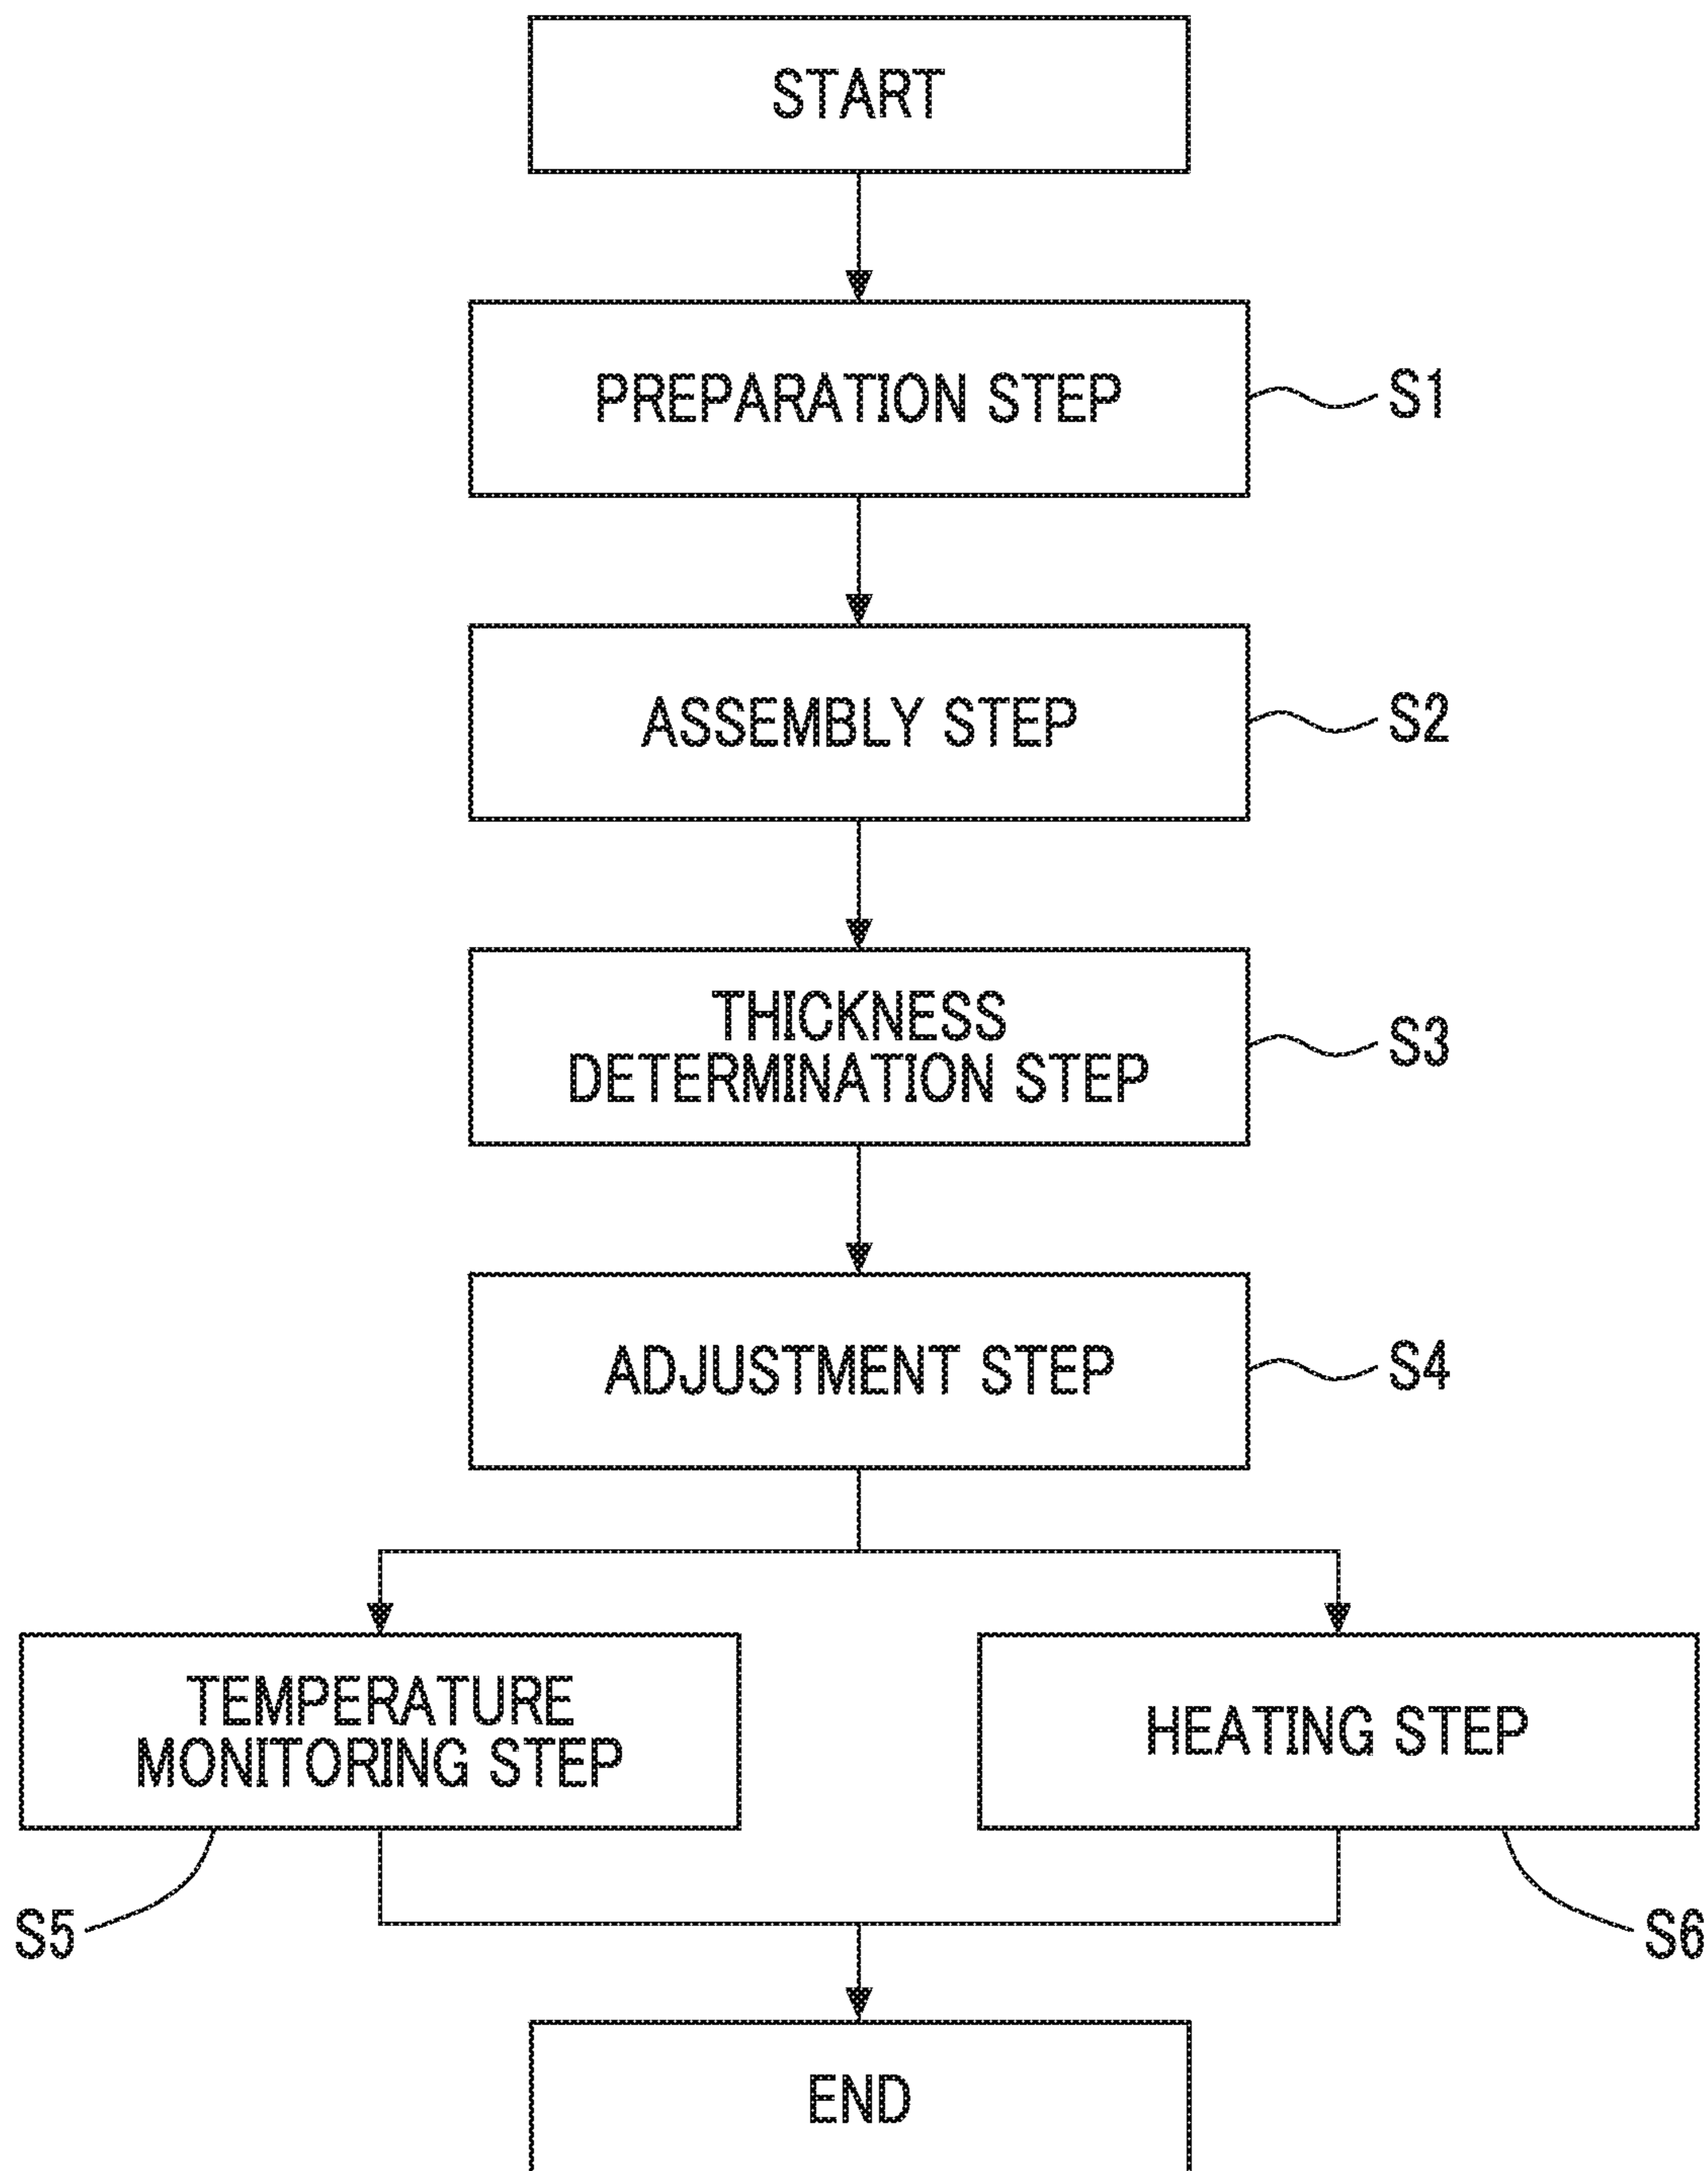 START
PREPARATION STEP
S1
ASSEMBLY STEP
S2
THICKNESS
DETERMINATION STEP
S3
ADJUSTMENT STEP
S4
TEMPERATURE
MONITORING STEP
HEATING STEP
S5
S6
END